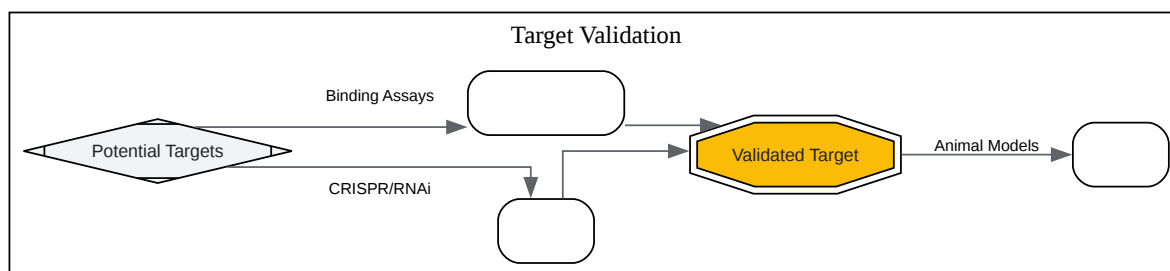 Target Validation
Binding Assays
Potential Targets
CRISPR/RNAi
Validated Target
Animal Models